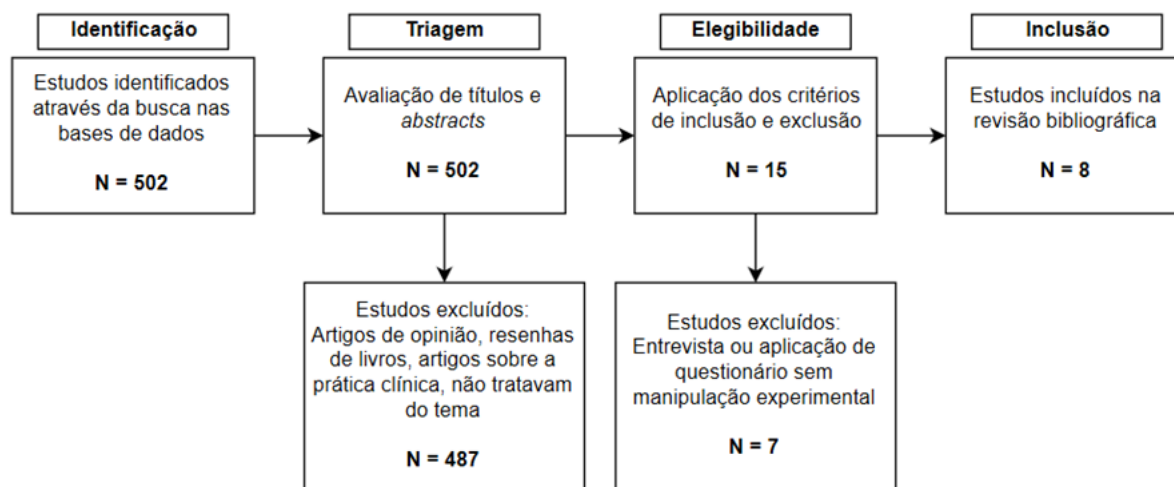 Identificação
Estudos identificados
através da busca nas
bases de dados
N = 502
Triagem
Avaliação de títulos e
abstracts
N = 502
Elegibilidade
Aplicação dos critérios
de inclusão e exclusão
N = 15
Inclusão
Estudos incluídos na
revisão bibliográfica
N = 8
Estudos excluídos:
Artigos de opinião, resenhas
de livros, artigos sobre a
prática clínica, não tratavam
do tema
N = 487
Estudos excluídos:
Entrevista ou aplicação de
questionário sem
manipulação experimental
N = 7